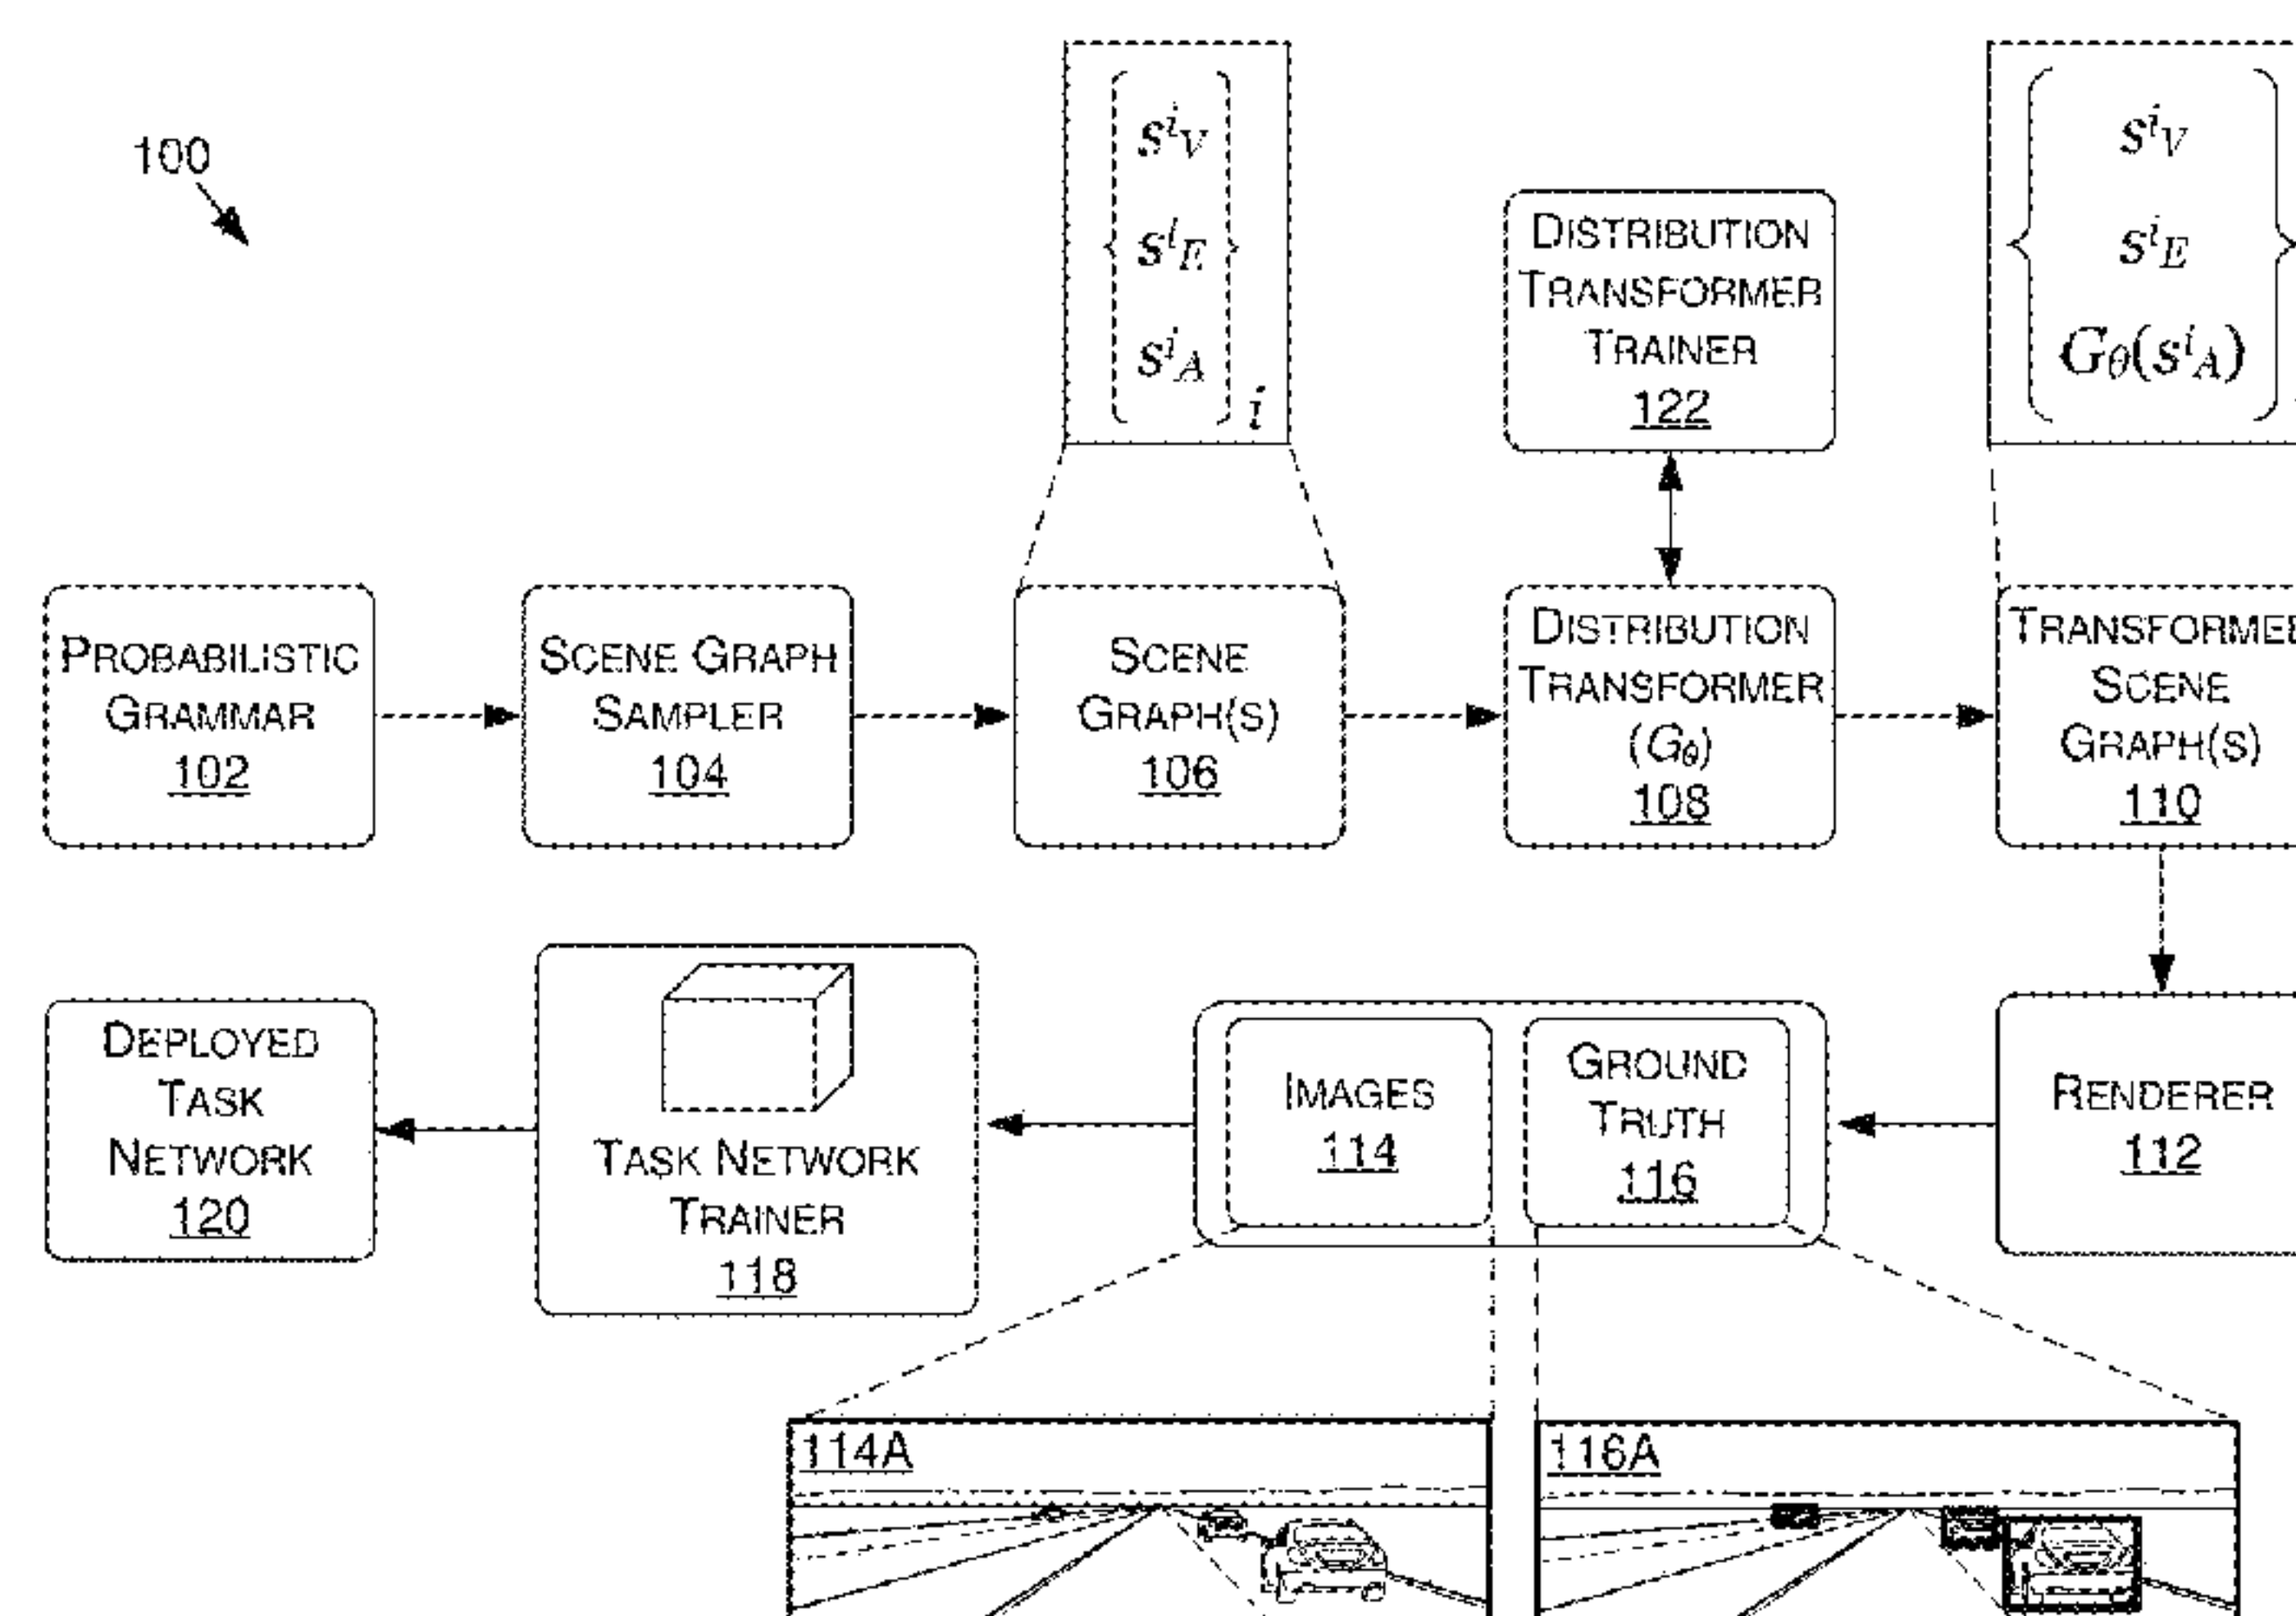 100
s^i_V
s^i_E
s^i_A
i
DISTRIBUTION
TRANSFORMER
TRAINER
122
s^i_V
s^i_E
G_θ(s^i_A)
PROBABILISTIC
GRAMMAR
102
SCENE GRAPH
SAMPLER
104
SCENE
GRAPH(S)
106
DISTRIBUTION
TRANSFORMER
(G_θ)
108
SCENE
GRAPH(S)
110
DEPLOYED
TASK
NETWORK
120
TASK NETWORK
TRAINER
118
IMAGES
114
GROUND
TRUTH
116
RENDERER
112
114A
116A